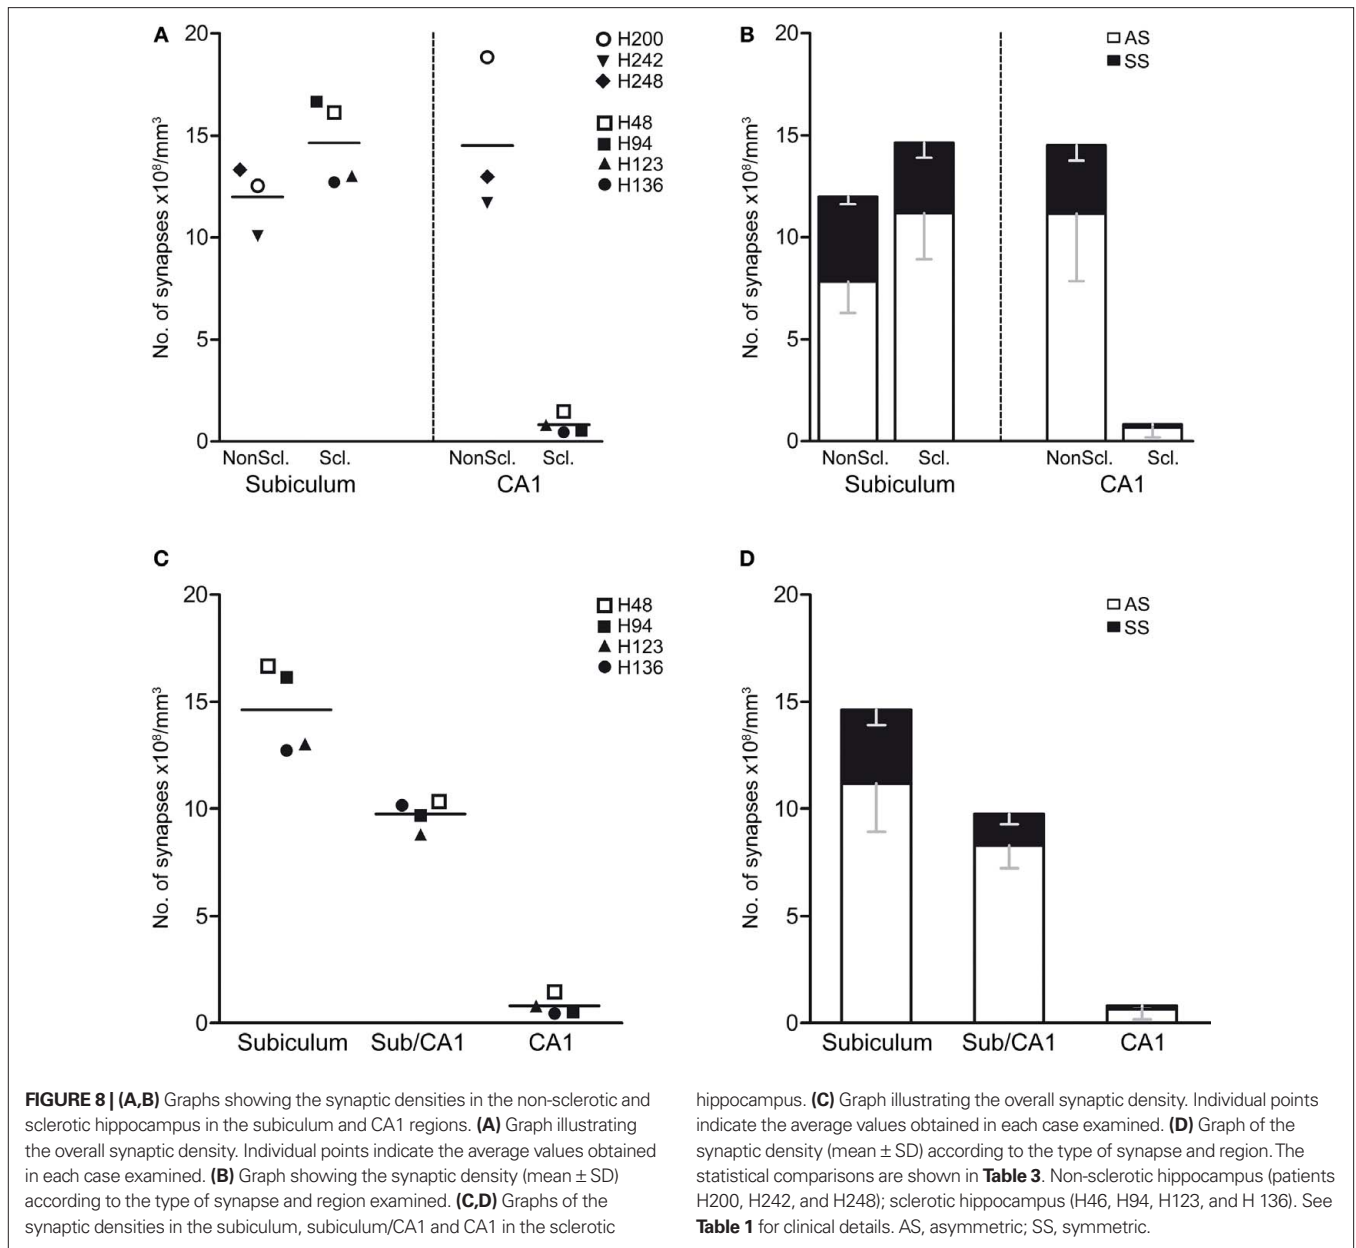 A
20
15
10
5
0
No. of synapses x10⁸/mm³
H200
H242
H248
H48
H94
H123
H136
NonScl. Scl. NonScl. Scl.
Subiculum CA1
B
20
15
10
5
0
No. of synapses x10⁸/mm³
AS
SS
NonScl. Scl. NonScl. Scl.
Subiculum CA1
C
20
15
10
5
0
No. of synapses x10⁸/mm³
H48
H94
H123
H136
Subiculum Sub/CA1 CA1
D
20
15
10
5
0
No. of synapses x10⁸/mm³
AS
SS
Subiculum Sub/CA1 CA1
FIGURE 8 | (A,B) Graphs showing the synaptic densities in the non-sclerotic and
sclerotic hippocampus in the subiculum and CA1 regions. (A) Graph illustrating
the overall synaptic density. Individual points indicate the average values obtained
in each case examined. (B) Graph showing the synaptic density (mean ± SD)
according to the type of synapse and region examined. (C,D) Graphs of the
synaptic densities in the subiculum, subiculum/CA1 and CA1 in the sclerotic
hippocampus. (C) Graph illustrating the overall synaptic density. Individual points
indicate the average values obtained in each case examined. (D) Graph of the
synaptic density (mean ± SD) according to the type of synapse and region. The
statistical comparisons are shown in Table 3. Non-sclerotic hippocampus (patients
H200, H242, and H248); sclerotic hippocampus (H46, H94, H123, and H 136). See
Table 1 for clinical details. AS, asymmetric; SS, symmetric.